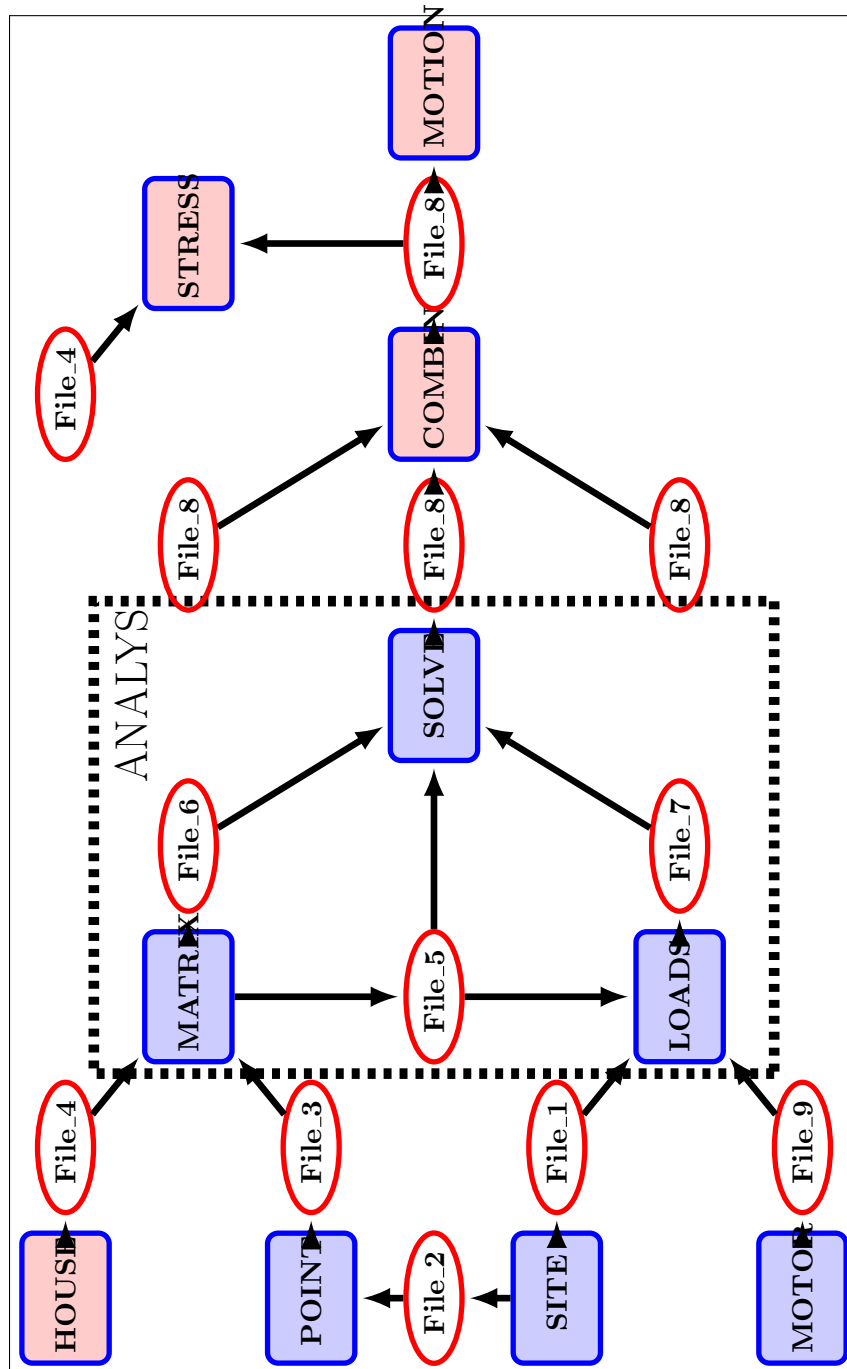 HOUSE
File_4
File_4
ANALYS
MATRIX
File_6
File_8
STRESS
POINT
File_3
File_2
File_5
SOLVE
File_8
COMBIN
File_8
MOTION
SITE
File_1
LOADS
File_7
File_8
MOTOR
File_9